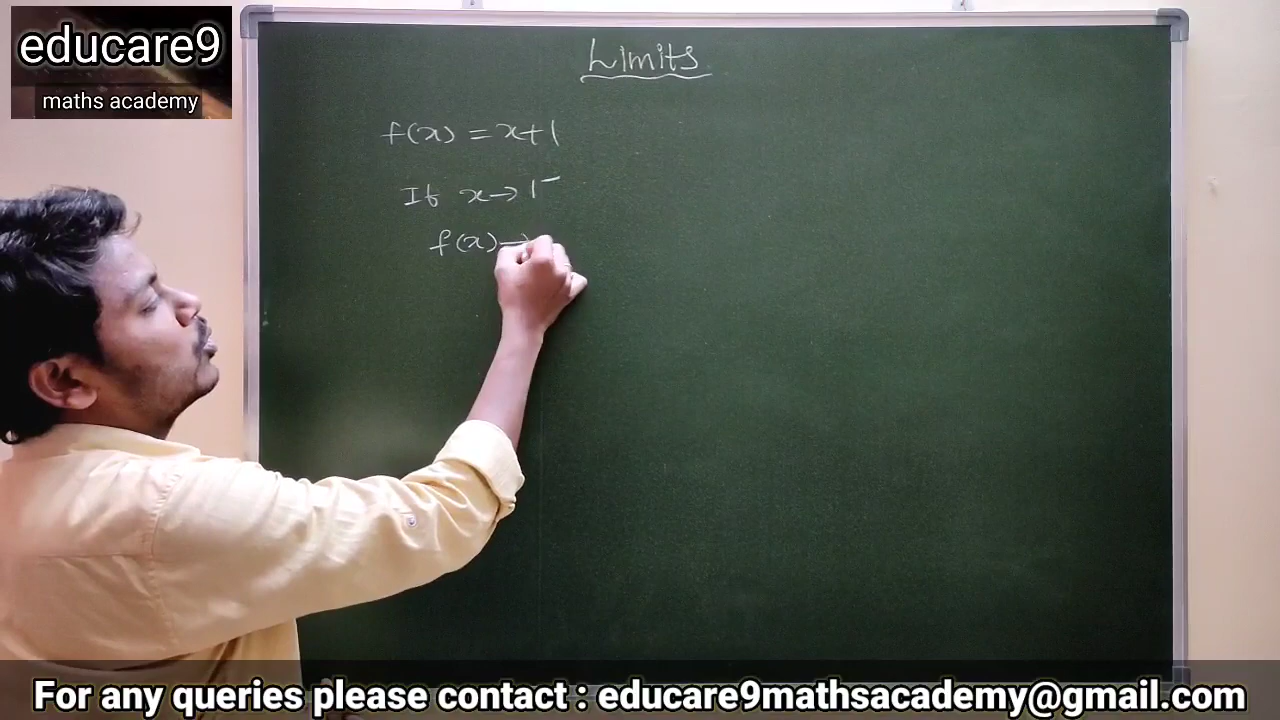 educare9
maths academy
Limits
f(x) = x+1
If x→1⁻
f(x)→
For any queries please contact : educare9mathsacademy@gmail.com